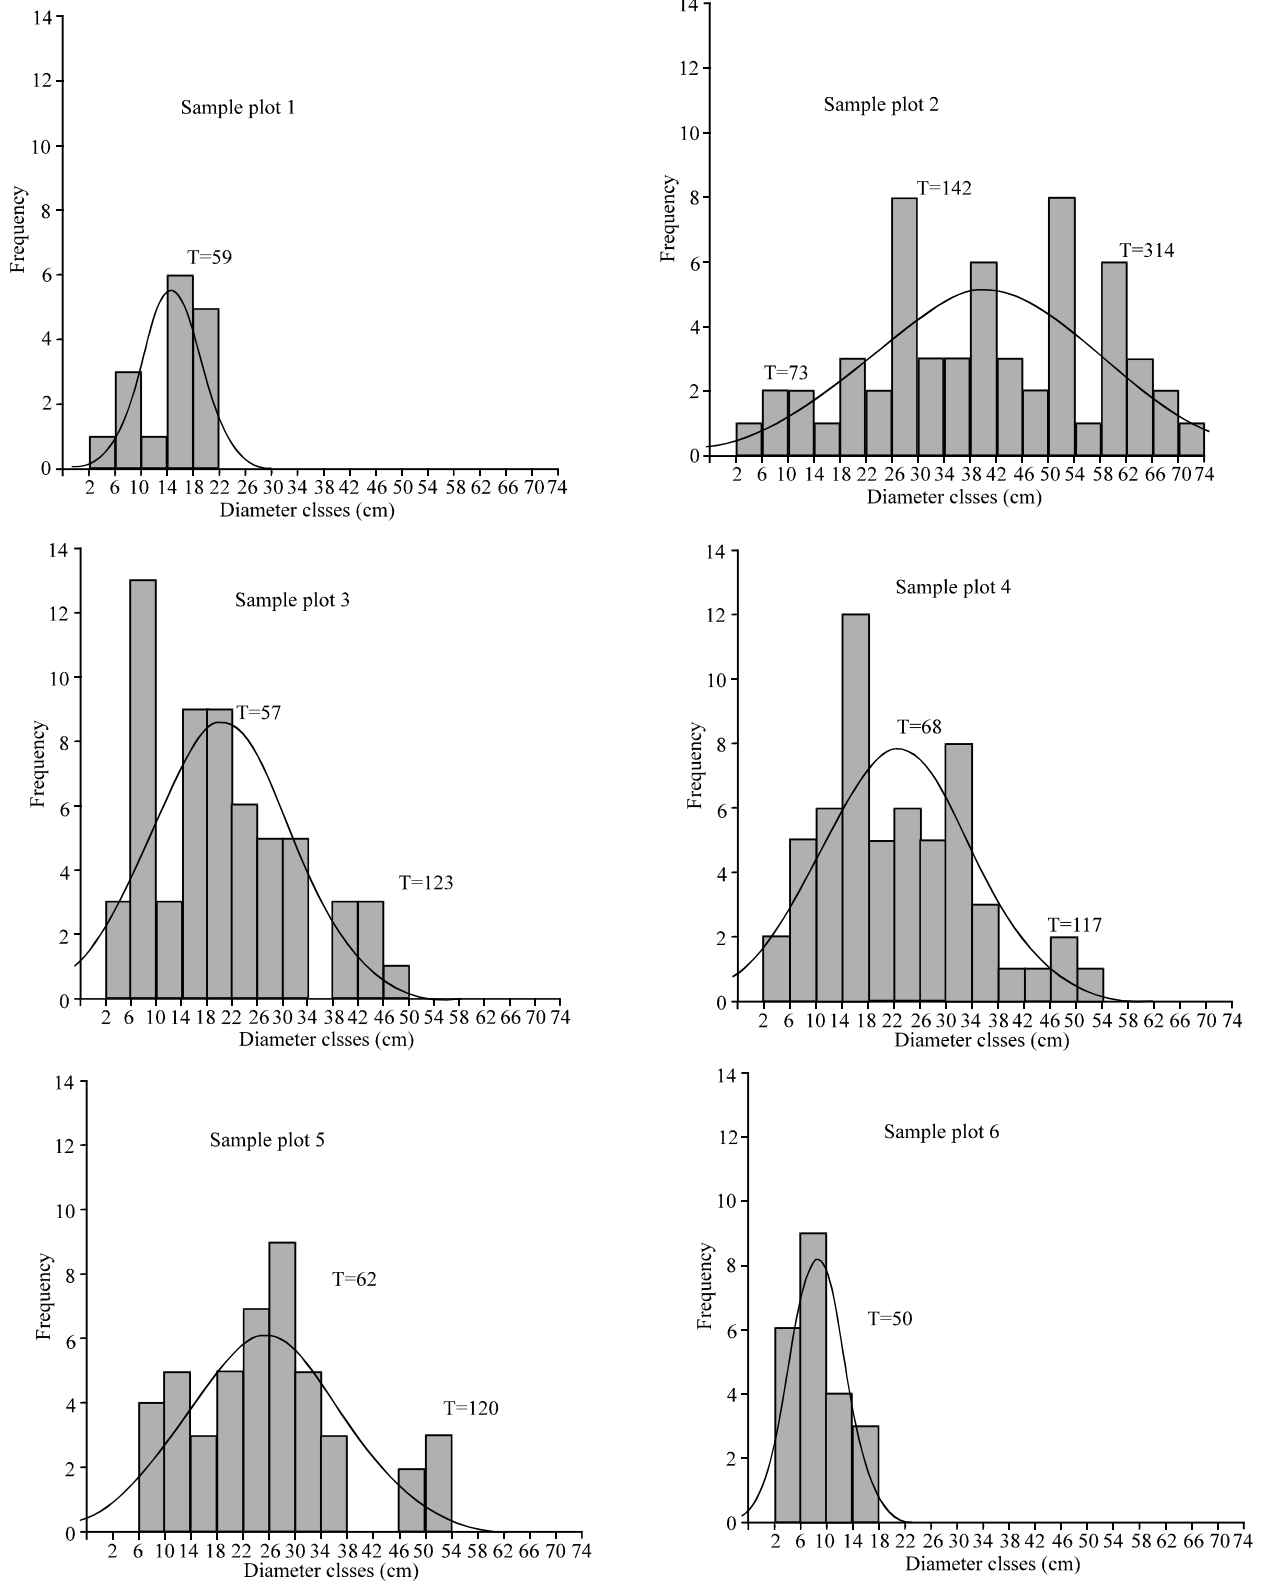 14
12
10
8
6
4
2
0
Frequency
Sample plot 1
T=59
2 6 10 14 18 22 26 30 34 38 42 46 50 54 58 62 66 70 74
Diameter clsses (cm)
14
12
10
8
6
4
2
0
Frequency
Sample plot 2
T=142
T=314
T=73
2 6 10 14 18 22 26 30 34 38 42 46 50 54 58 62 66 70 74
Diameter clsses (cm)
14
12
10
8
6
4
2
0
Frequency
Sample plot 3
T=57
T=123
2 6 10 14 18 22 26 30 34 38 42 46 50 54 58 62 66 70 74
Diameter clsses (cm)
14
12
10
8
6
4
2
0
Frequency
Sample plot 4
T=68
T=117
2 6 10 14 18 22 26 30 34 38 42 46 50 54 58 62 66 70 74
Diameter clsses (cm)
14
12
10
8
6
4
2
0
Frequency
Sample plot 5
T=62
T=120
2 6 10 14 18 22 26 30 34 38 42 46 50 54 58 62 66 70 74
Diameter clsses (cm)
14
12
10
8
6
4
2
0
Frequency
Sample plot 6
T=50
2 6 10 14 18 22 26 30 34 38 42 46 50 54 58 62 66 70 74
Diameter clsses (cm)